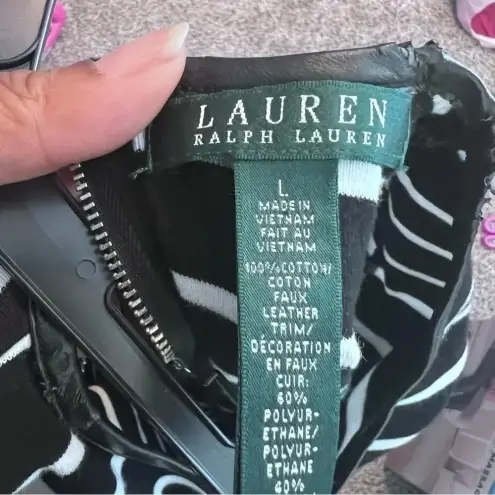 LAUREN
RALPH LAUREN
L
MADE IN
VIETNAM
FAIT AU
VIETNAM
100%COTTON/
COTON
FAUX
LEATHER
TRIM/
DÉCORATION
EN FAUX
CUIR:
60%
POLYUR-
ETHANE/
POLYUR-
ETHANE
40%